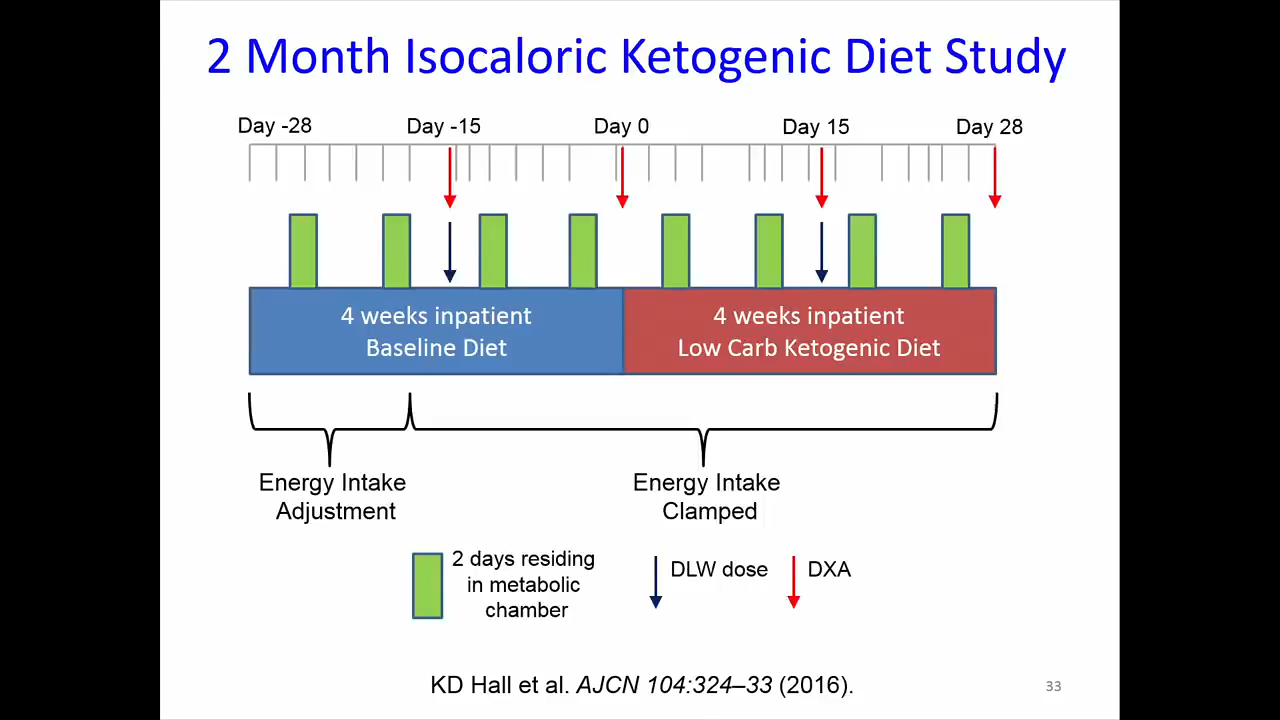 2 Month Isocaloric Ketogenic Diet Study
Day -28 Day -15 Day 0 Day 15 Day 28
4 weeks inpatient
Baseline Diet
4 weeks inpatient
Low Carb Ketogenic Diet
Energy Intake
Adjustment
Energy Intake
Clamped
2 days residing
in metabolic
chamber
DLW dose
DXA
KD Hall et al. AJCN 104:324–33 (2016).
33